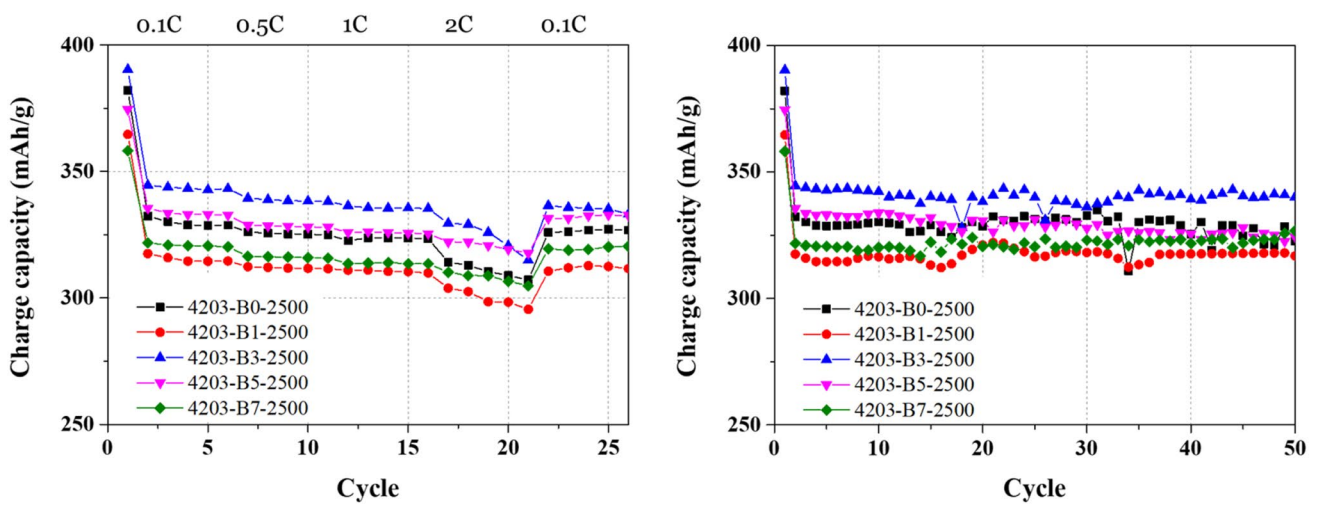 0.1C 0.5C 1C 2C 0.1C
Charge capacity (mAh/g)
400
350
300
250
4203-B0-2500
4203-B1-2500
4203-B3-2500
4203-B5-2500
4203-B7-2500
0 5 10 15 20 25
Cycle
Charge capacity (mAh/g)
400
350
300
250
4203-B0-2500
4203-B1-2500
4203-B3-2500
4203-B5-2500
4203-B7-2500
0 10 20 30 40 50
Cycle